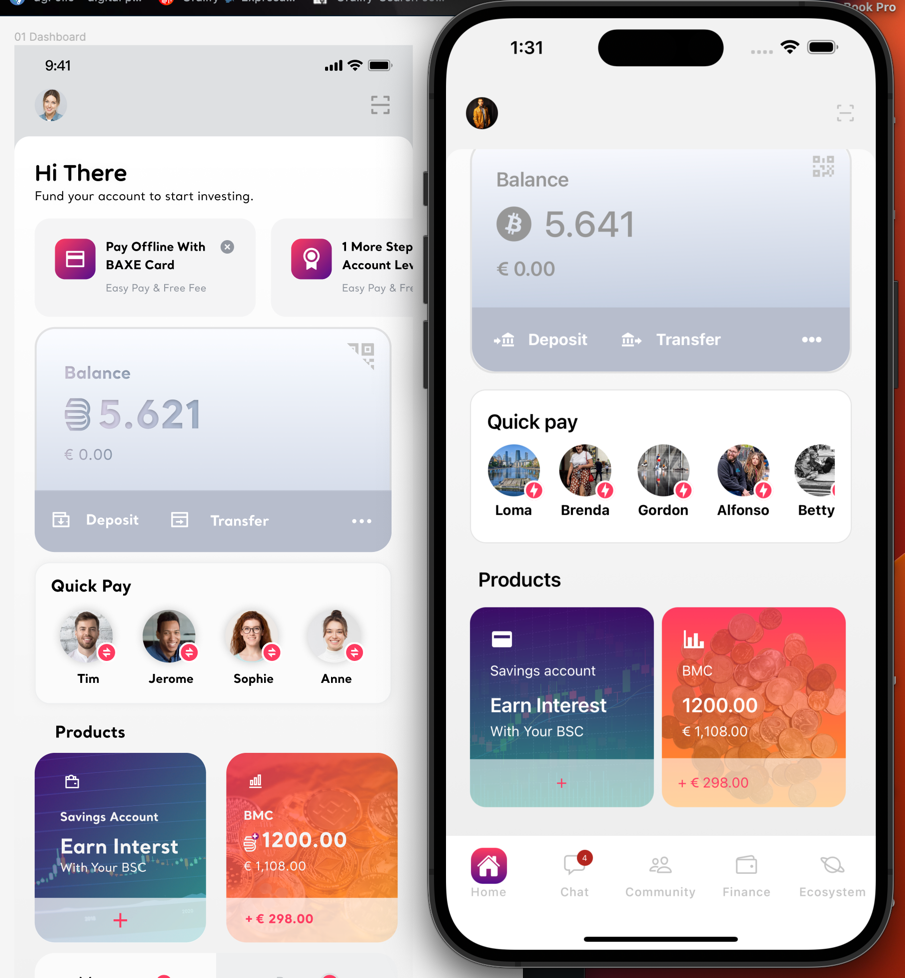 Book Pro
01 Dashboard
9:41
Hi There
Fund your account to start investing.
Pay Offline With
BAXE Card
Easy Pay & Free Fee
1 More Step
Account Lev
Easy Pay & Fre
Balance
5.621
€ 0.00
Deposit
Transfer
Quick Pay
Tim
Jerome
Sophie
Anne
Products
Savings Account
Earn Interst
With Your BSC
+
BMC
1200.00
€ 1,108.00
+ € 298.00
1:31
Balance
5.641
€ 0.00
Deposit
Transfer
Quick pay
Loma
Brenda
Gordon
Alfonso
Betty
Products
Savings account
Earn Interest
With Your BSC
+
BMC
1200.00
€ 1,108.00
+ € 298.00
4
Home
Chat
Community
Finance
Ecosystem